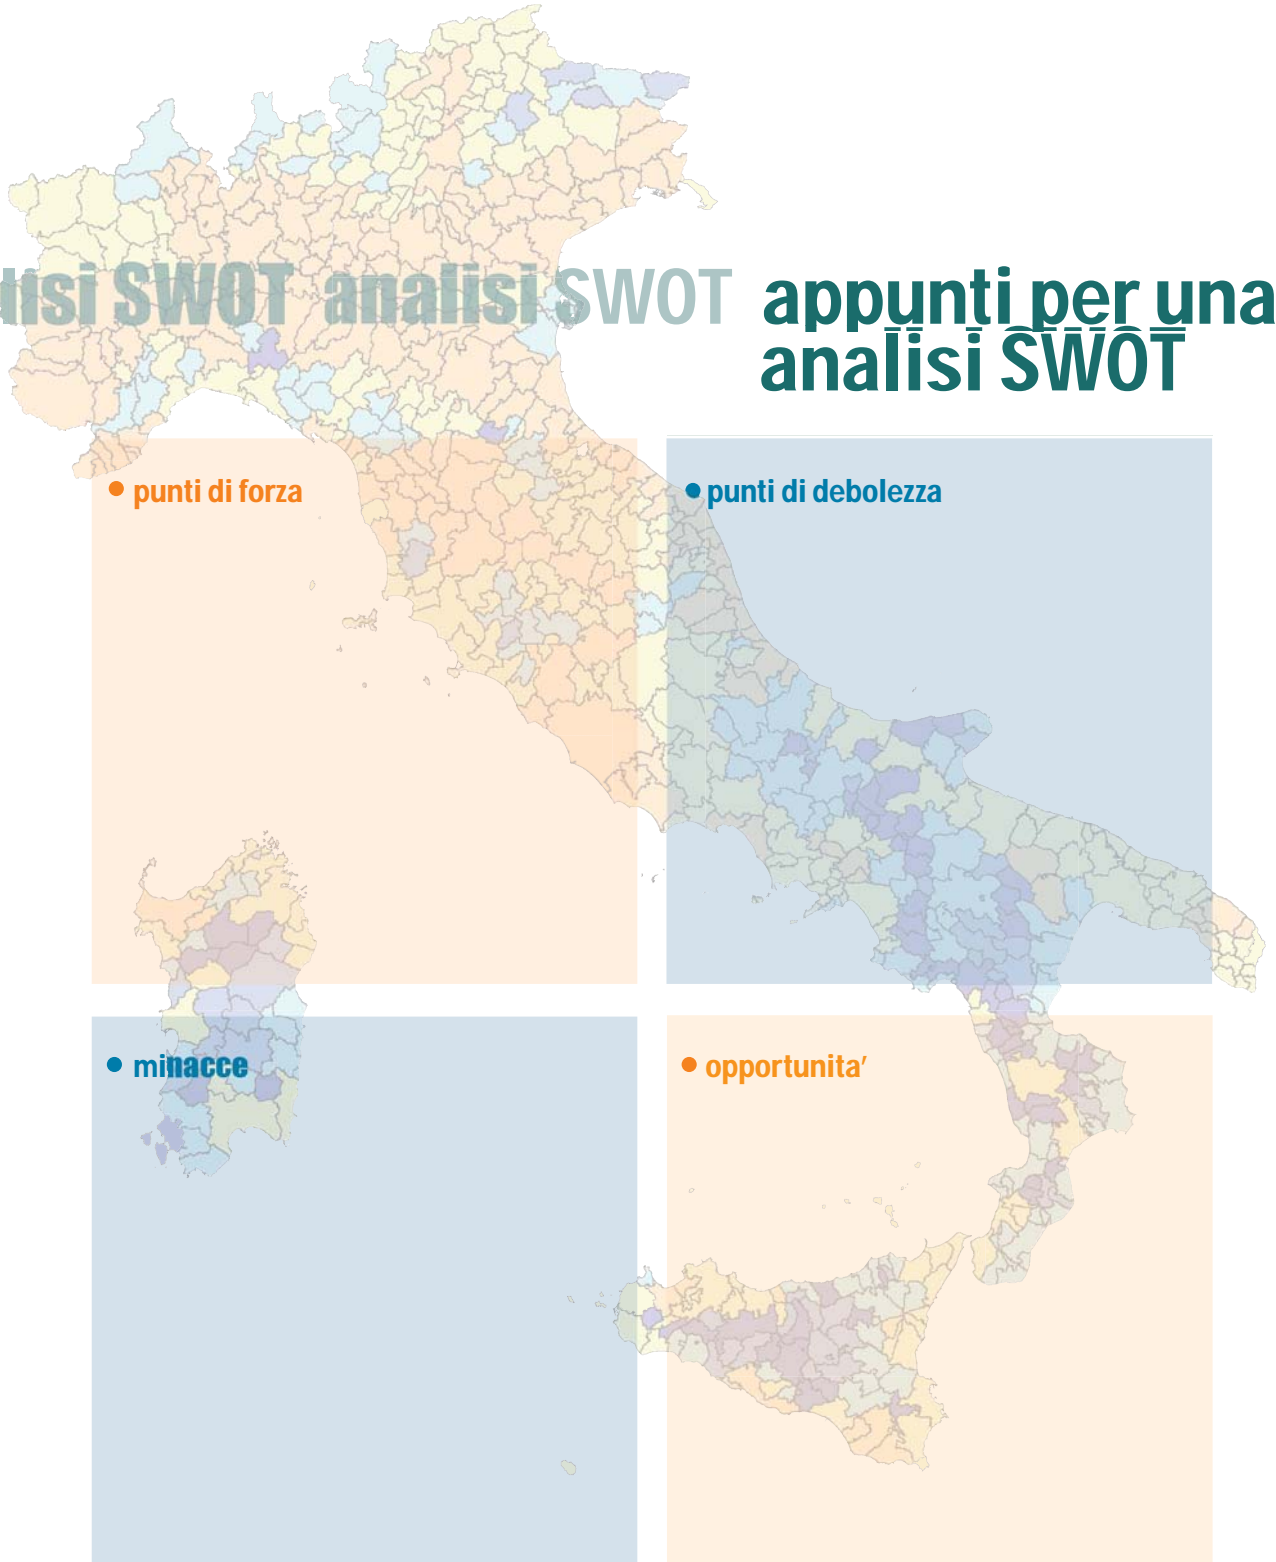 lisi SWOT analisi SWOT appunti per una
analisi SWOT
• punti di forza
• punti di debolezza
• minacce
• opportunita'